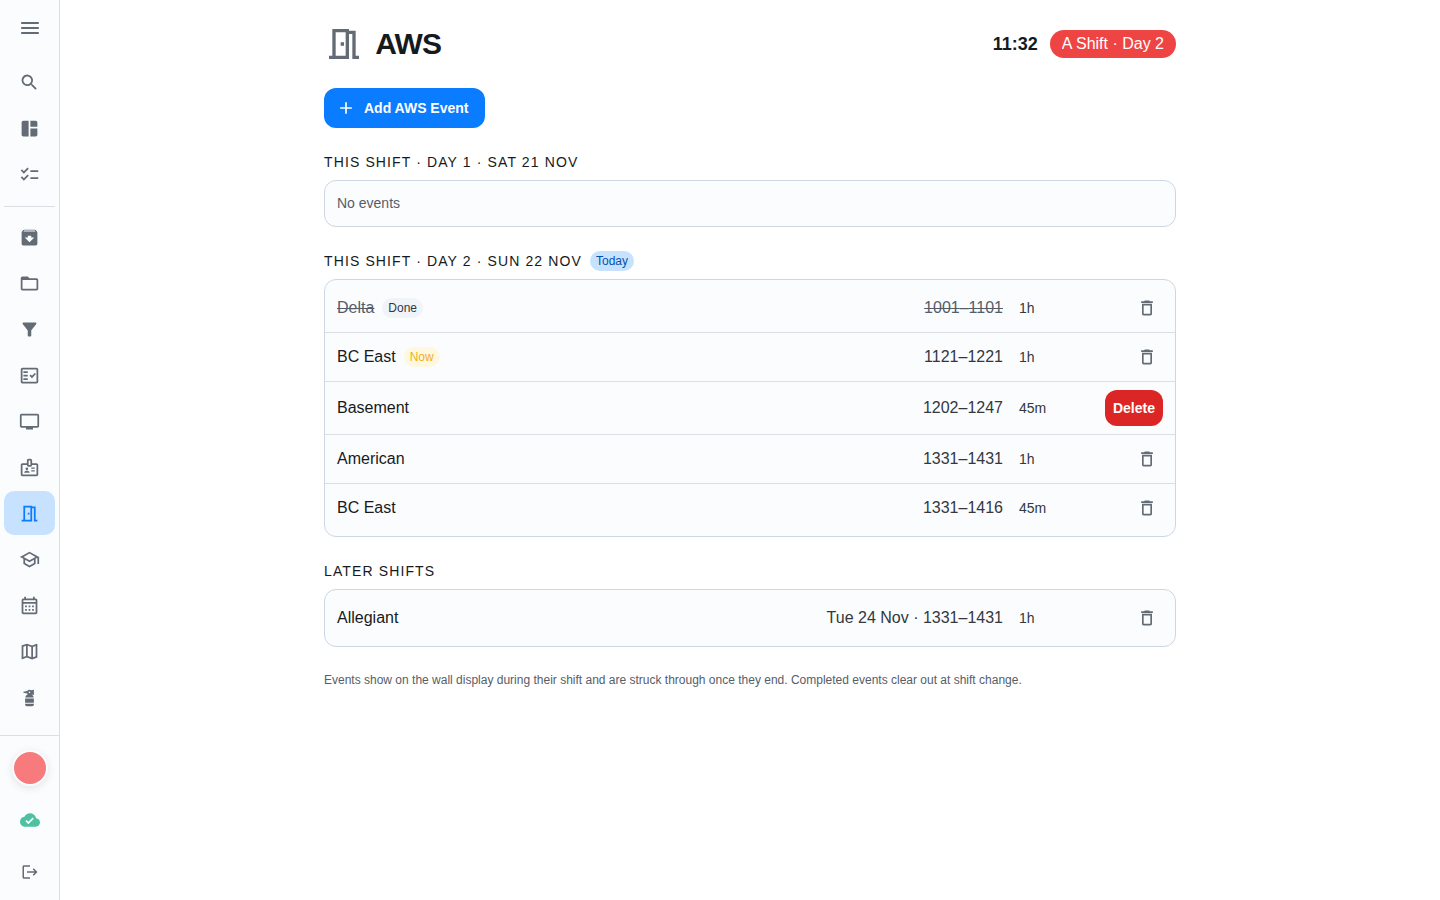 AWS
11:32 A Shift · Day 2
Add AWS Event
THIS SHIFT · DAY 1 · SAT 21 NOV
No events
THIS SHIFT · DAY 2 · SUN 22 NOV Today
Delta Done 1001–1101 1h
BC East Now 1121–1221 1h
Basement 1202–1247 45m Delete
American 1331–1431 1h
BC East 1331–1416 45m
LATER SHIFTS
Allegiant Tue 24 Nov · 1331–1431 1h
Events show on the wall display during their shift and are struck through once they end. Completed events clear out at shift change.